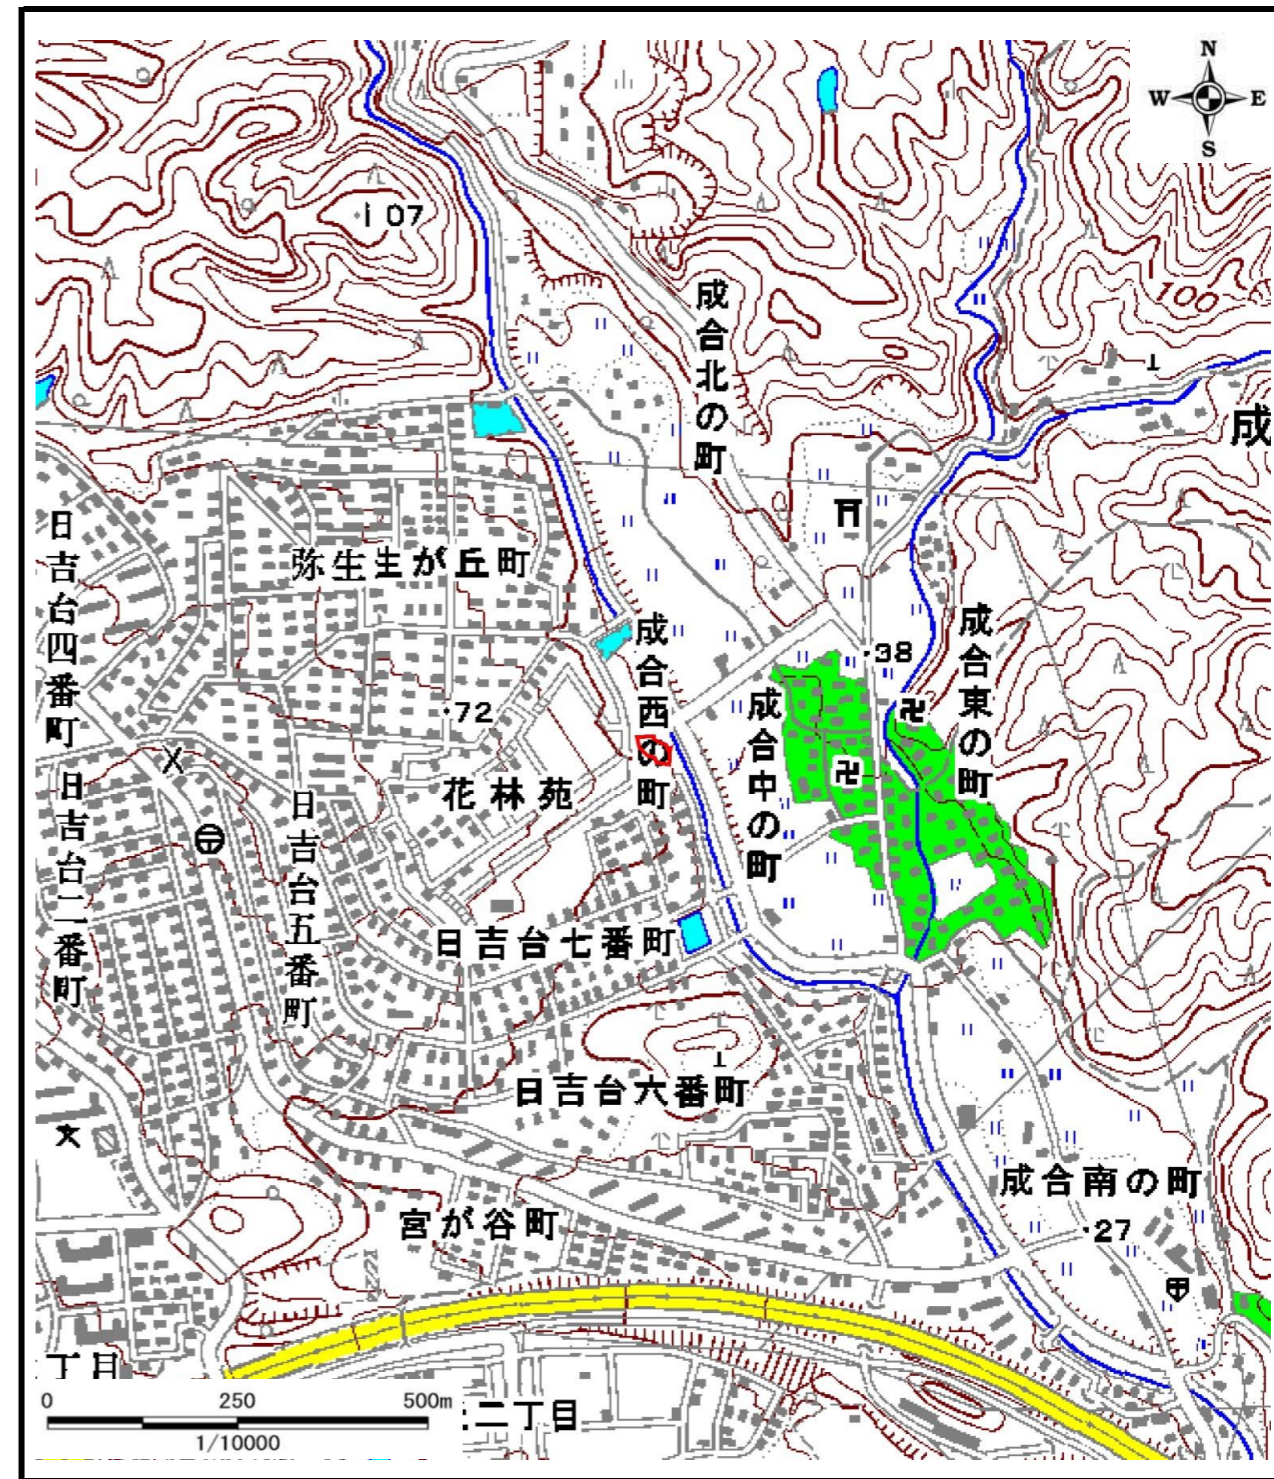 N
W E
S
107
100
成合北の町
成
日吉台四番町
弥生生が丘町
成合西の町
成合東の町
38
72
成合中の町
花林苑
日吉台二番町
日吉台五番町
日吉台七番町
日吉台六番町
成合南の町
宮が谷町
27
丁目
二丁目
0 250 500m
1/10000